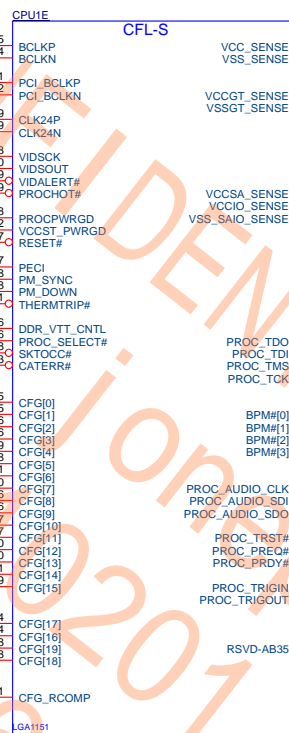 CPU1E
CFL-S
BCLKP VCC_SENSE
BCLKN VSS_SENSE
PCI_BCLKP VCCGT_SENSE
PCI_BCLKN VSSGT_SENSE
CLK24P
CLK24N
VIDSCK
VIDSOUT
VIDALERT# VCCSA_SENSE
PROCHOT# VCCIO_SENSE
VSS_SAIO_SENSE
PROCPWRGD
VCCST_PWRGD
RESET#
PECI
PM_SYNC
PM_DOWN
THERMTRIP#
DDR_VTT_CNTL
PROC_SELECT# PROC_TDO
SKTOCC# PROC_TDI
CATERR# PROC_TMS
PROC_TCK
CFG[0]
CFG[1] BPM#[0]
CFG[2] BPM#[1]
CFG[3] BPM#[2]
CFG[4] BPM#[3]
CFG[5]
CFG[6]
CFG[7] PROC_AUDIO_CLK
CFG[8] PROC_AUDIO_SDI
CFG[9] PROC_AUDIO_SDO
CFG[10]
CFG[11] PROC_TRST#
CFG[12] PROC_PREQ#
CFG[13] PROC_PRDY#
CFG[14]
CFG[15] PROC_TRIGIN
PROC_TRIGOUT
CFG[17]
CFG[16]
CFG[19] RSVD-AB35
CFG[18]
CFG_RCOMP
LGA1151